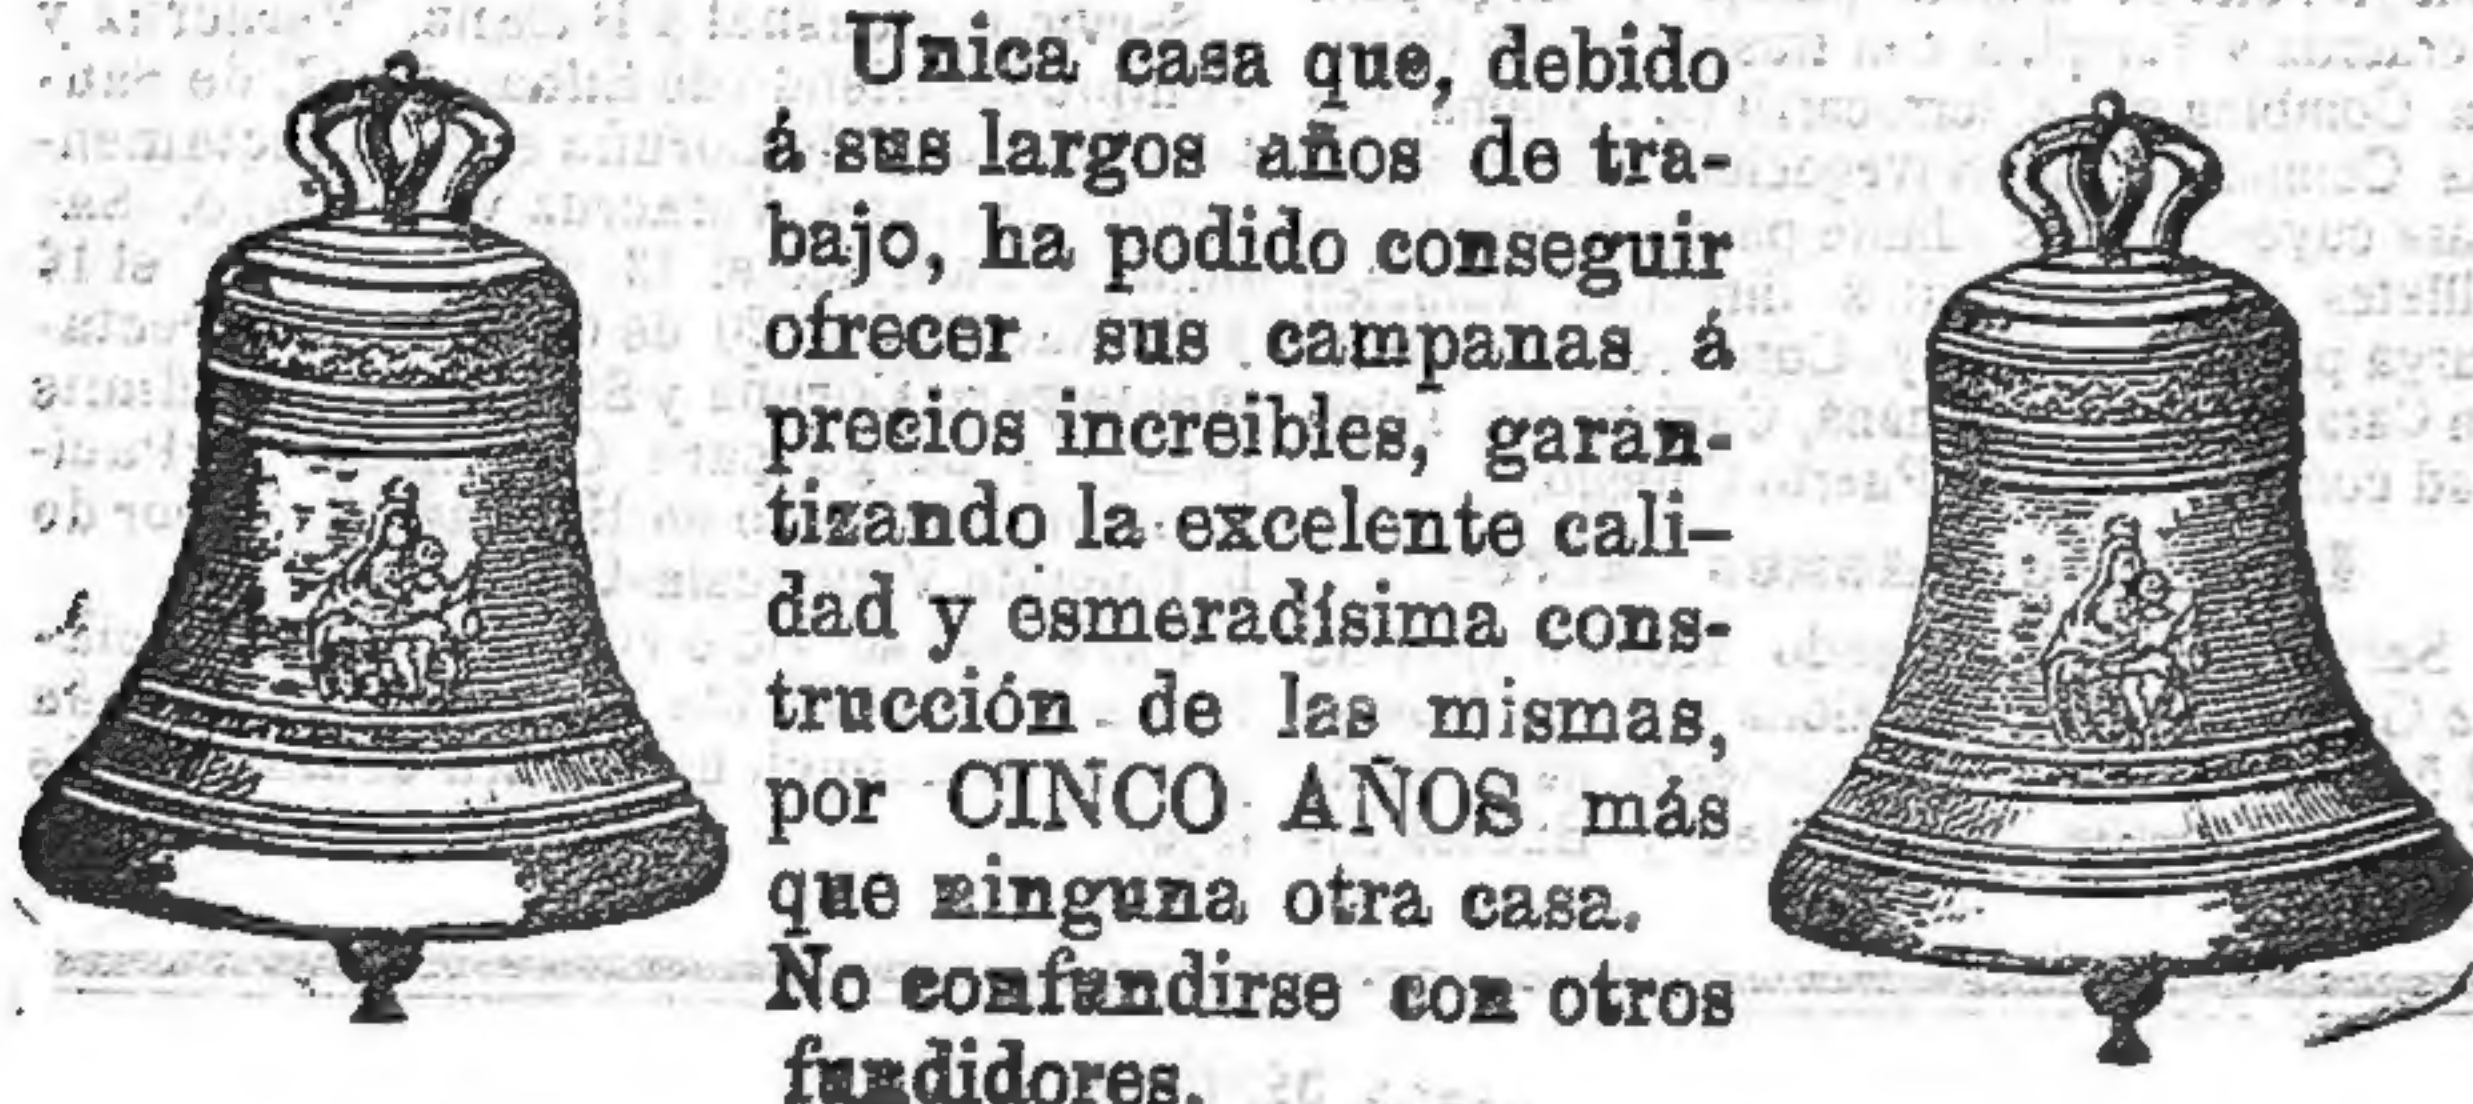 Unica casa que, debido
á sus largos años de tra-
bajo, ha podido conseguir
ofrecer sus campanas á
precios increibles, garan-
tizando la excelente cali-
dad y esmeradísima cons-
trucción de las mismas,
por CINCO AÑOS más
que ninguna otra casa.
No confundirse con otros
fundidores.